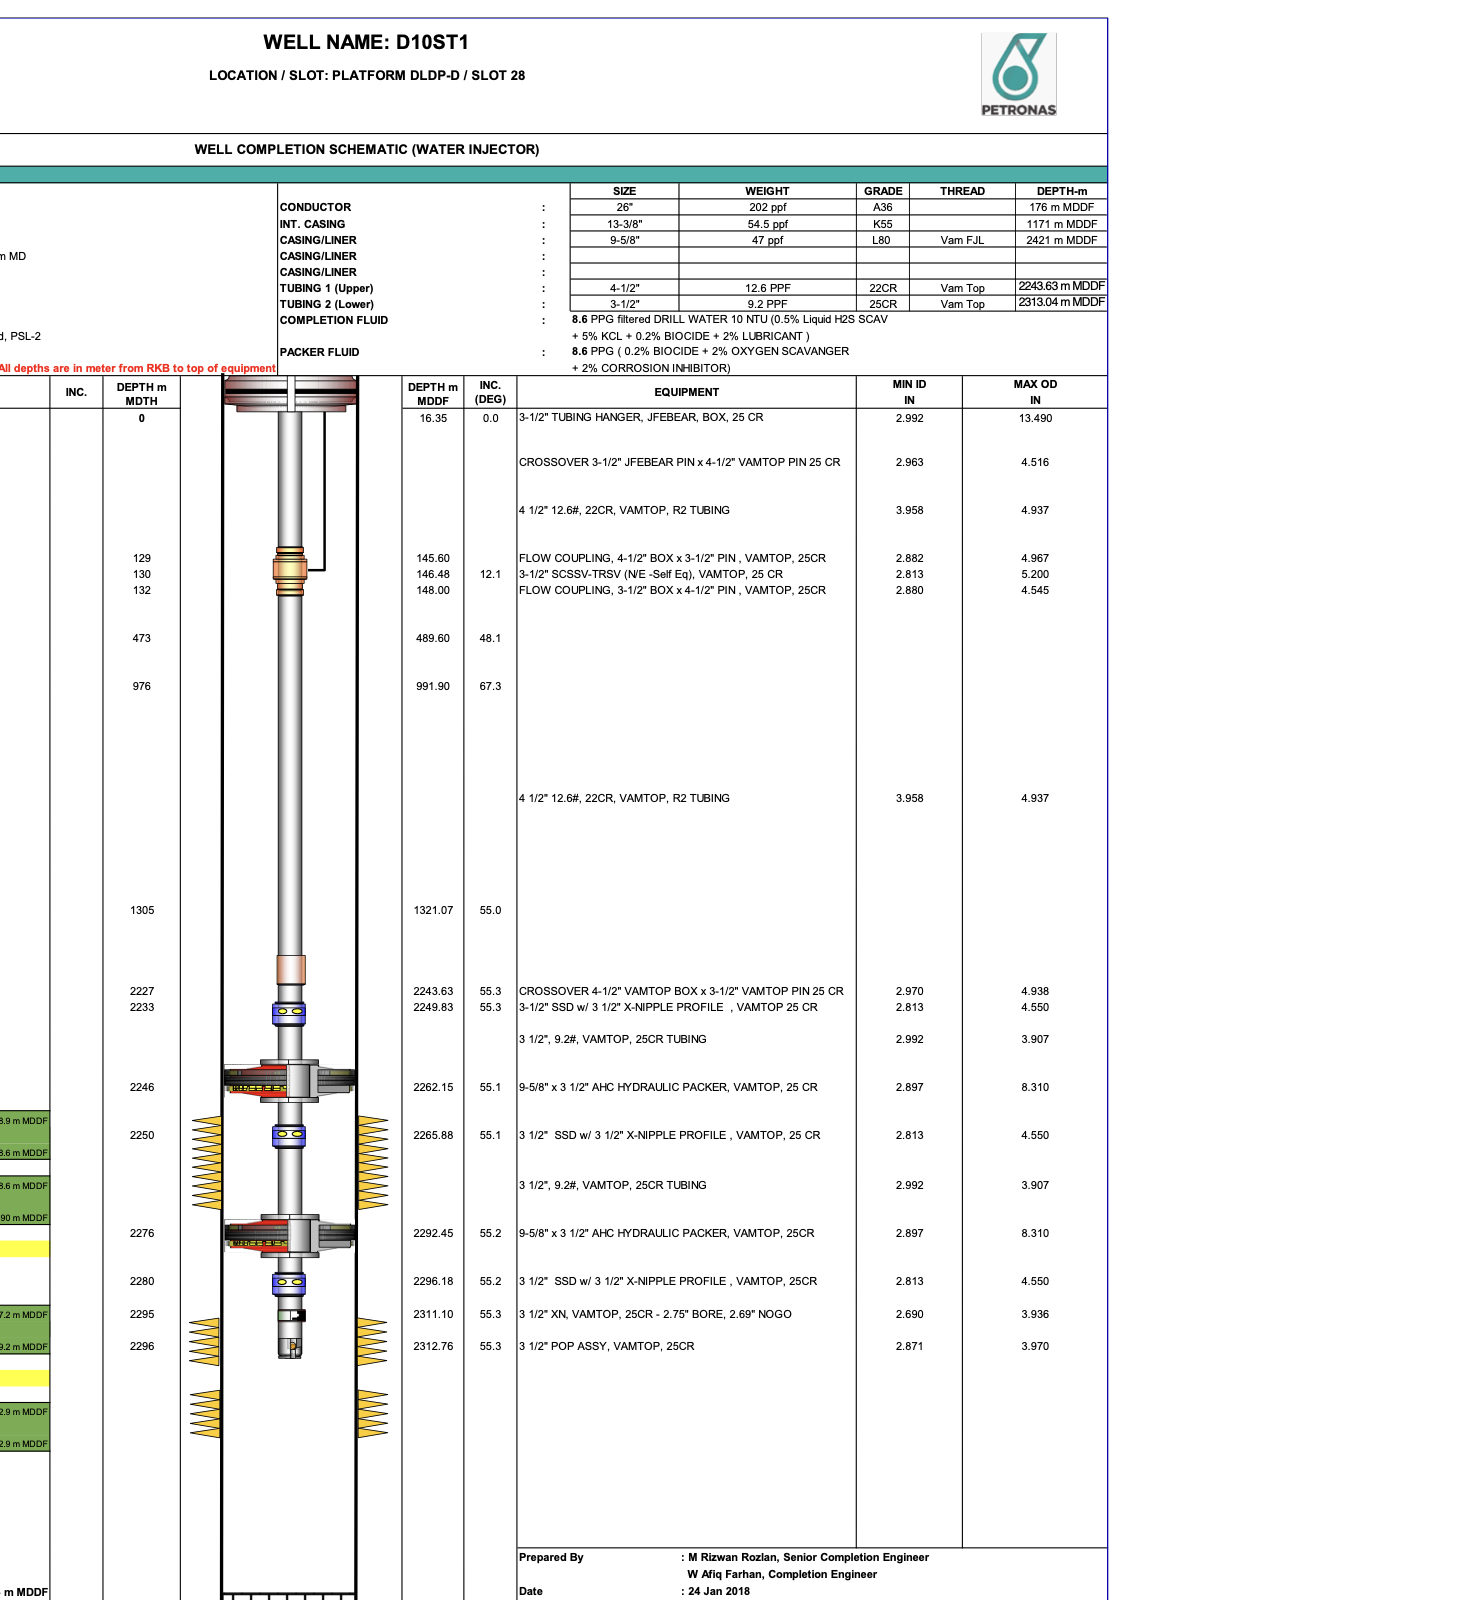 WELL NAME: D10ST1
LOCATION / SLOT: PLATFORM DLDP-D / SLOT 28
PETRONAS
WELL COMPLETION SCHEMATIC (WATER INJECTOR)
SIZE WEIGHT GRADE THREAD DEPTH-m
CONDUCTOR : 26" 202 ppf A36 176 m MDDF
INT. CASING : 13-3/8" 54.5 ppf K55 1171 m MDDF
CASING/LINER : 9-5/8" 47 ppf L80 Vam FJL 2421 m MDDF
m MD CASING/LINER :
CASING/LINER :
TUBING 1 (Upper) : 4-1/2" 12.6 PPF 22CR Vam Top 2243.63 m MDDF
TUBING 2 (Lower) : 3-1/2" 9.2 PPF 25CR Vam Top 2313.04 m MDDF
COMPLETION FLUID : 8.6 PPG filtered DRILL WATER 10 NTU (0.5% Liquid H2S SCAV
d, PSL-2 + 5% KCL + 0.2% BIOCIDE + 2% LUBRICANT )
PACKER FLUID : 8.6 PPG ( 0.2% BIOCIDE + 2% OXYGEN SCAVANGER
All depths are in meter from RKB to top of equipment + 2% CORROSION INHIBITOR)
INC. DEPTH m MDTH DEPTH m MDDF INC. (DEG) EQUIPMENT MIN ID IN MAX OD IN
0 16.35 0.0 3-1/2" TUBING HANGER, JFEBEAR, BOX, 25 CR 2.992 13.490
CROSSOVER 3-1/2" JFEBEAR PIN x 4-1/2" VAMTOP PIN 25 CR 2.963 4.516
4 1/2" 12.6#, 22CR, VAMTOP, R2 TUBING 3.958 4.937
129 145.60 FLOW COUPLING, 4-1/2" BOX x 3-1/2" PIN , VAMTOP, 25CR 2.882 4.967
130 146.48 12.1 3-1/2" SCSSV-TRSV (N/E -Self Eq), VAMTOP, 25 CR 2.813 5.200
132 148.00 FLOW COUPLING, 3-1/2" BOX x 4-1/2" PIN , VAMTOP, 25CR 2.880 4.545
473 489.60 48.1
976 991.90 67.3
4 1/2" 12.6#, 22CR, VAMTOP, R2 TUBING 3.958 4.937
1305 1321.07 55.0
2227 2243.63 55.3 CROSSOVER 4-1/2" VAMTOP BOX x 3-1/2" VAMTOP PIN 25 CR 2.970 4.938
2233 2249.83 55.3 3-1/2" SSD w/ 3 1/2" X-NIPPLE PROFILE , VAMTOP 25 CR 2.813 4.550
3 1/2", 9.2#, VAMTOP, 25CR TUBING 2.992 3.907
2246 2262.15 55.1 9-5/8" x 3 1/2" AHC HYDRAULIC PACKER, VAMTOP, 25 CR 2.897 8.310
8.9 m MDDF
2250 2265.88 55.1 3 1/2" SSD w/ 3 1/2" X-NIPPLE PROFILE , VAMTOP, 25 CR 2.813 4.550
8.6 m MDDF
8.6 m MDDF 3 1/2", 9.2#, VAMTOP, 25CR TUBING 2.992 3.907
90 m MDDF
2276 2292.45 55.2 9-5/8" x 3 1/2" AHC HYDRAULIC PACKER, VAMTOP, 25CR 2.897 8.310
2280 2296.18 55.2 3 1/2" SSD w/ 3 1/2" X-NIPPLE PROFILE , VAMTOP, 25CR 2.813 4.550
7.2 m MDDF 2295 2311.10 55.3 3 1/2" XN, VAMTOP, 25CR - 2.75" BORE, 2.69" NOGO 2.690 3.936
9.2 m MDDF 2296 2312.76 55.3 3 1/2" POP ASSY, VAMTOP, 25CR 2.871 3.970
2.9 m MDDF
2.9 m MDDF
Prepared By : M Rizwan Rozlan, Senior Completion Engineer
W Afiq Farhan, Completion Engineer
m MDDF Date : 24 Jan 2018